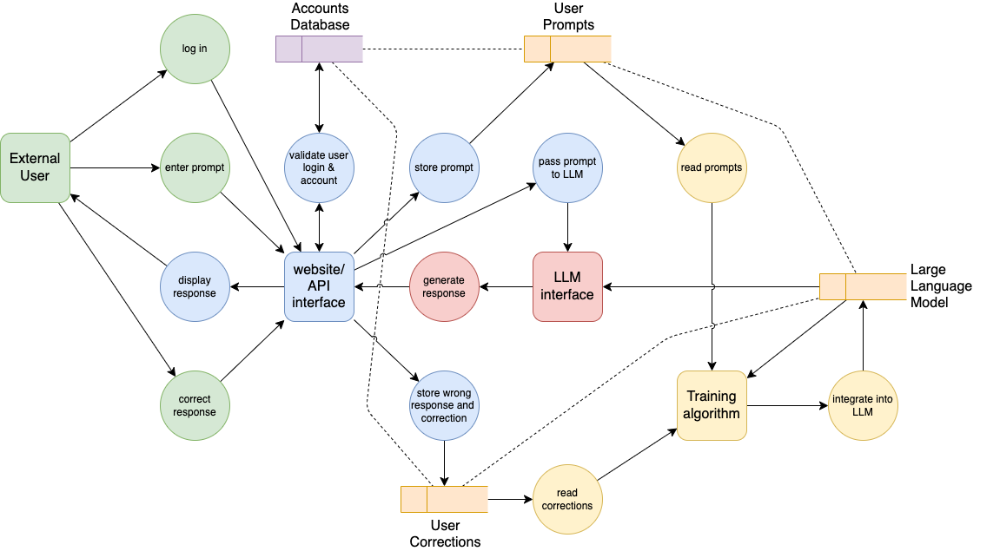 Accounts
Database
User
Prompts
log in
External
User
enter prompt
validate user
login &
account
store prompt
pass prompt
to LLM
read prompts
display
response
website/
API
interface
generate
response
LLM
interface
Large
Language
Model
correct
response
store wrong
response and
correction
Training
algorithm
integrate into
LLM
read
corrections
User
Corrections